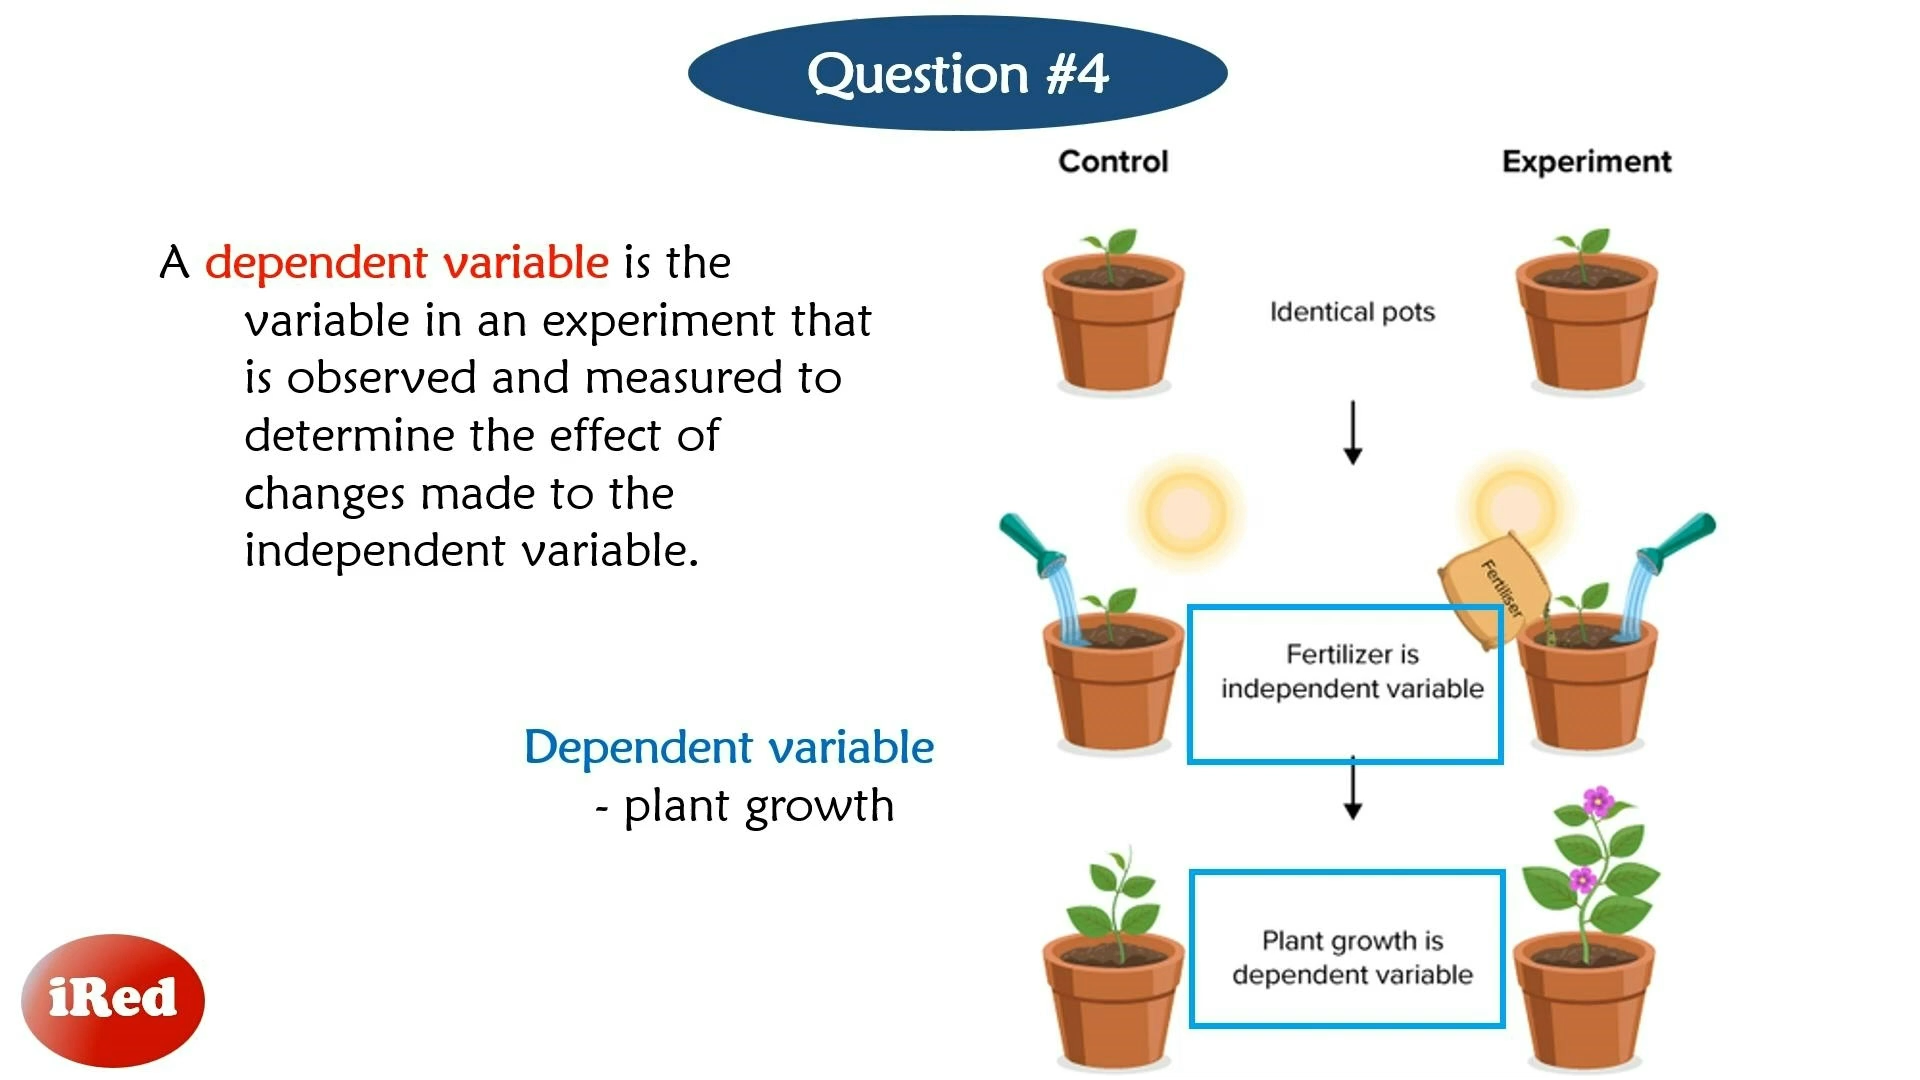 Question #4
Control
Experiment
A dependent variable is the
variable in an experiment that
is observed and measured to
determine the effect of
changes made to the
independent variable.
Identical pots
Fertiliser
Fertilizer is
independent variable
Dependent variable
- plant growth
Plant growth is
dependent variable
iRed